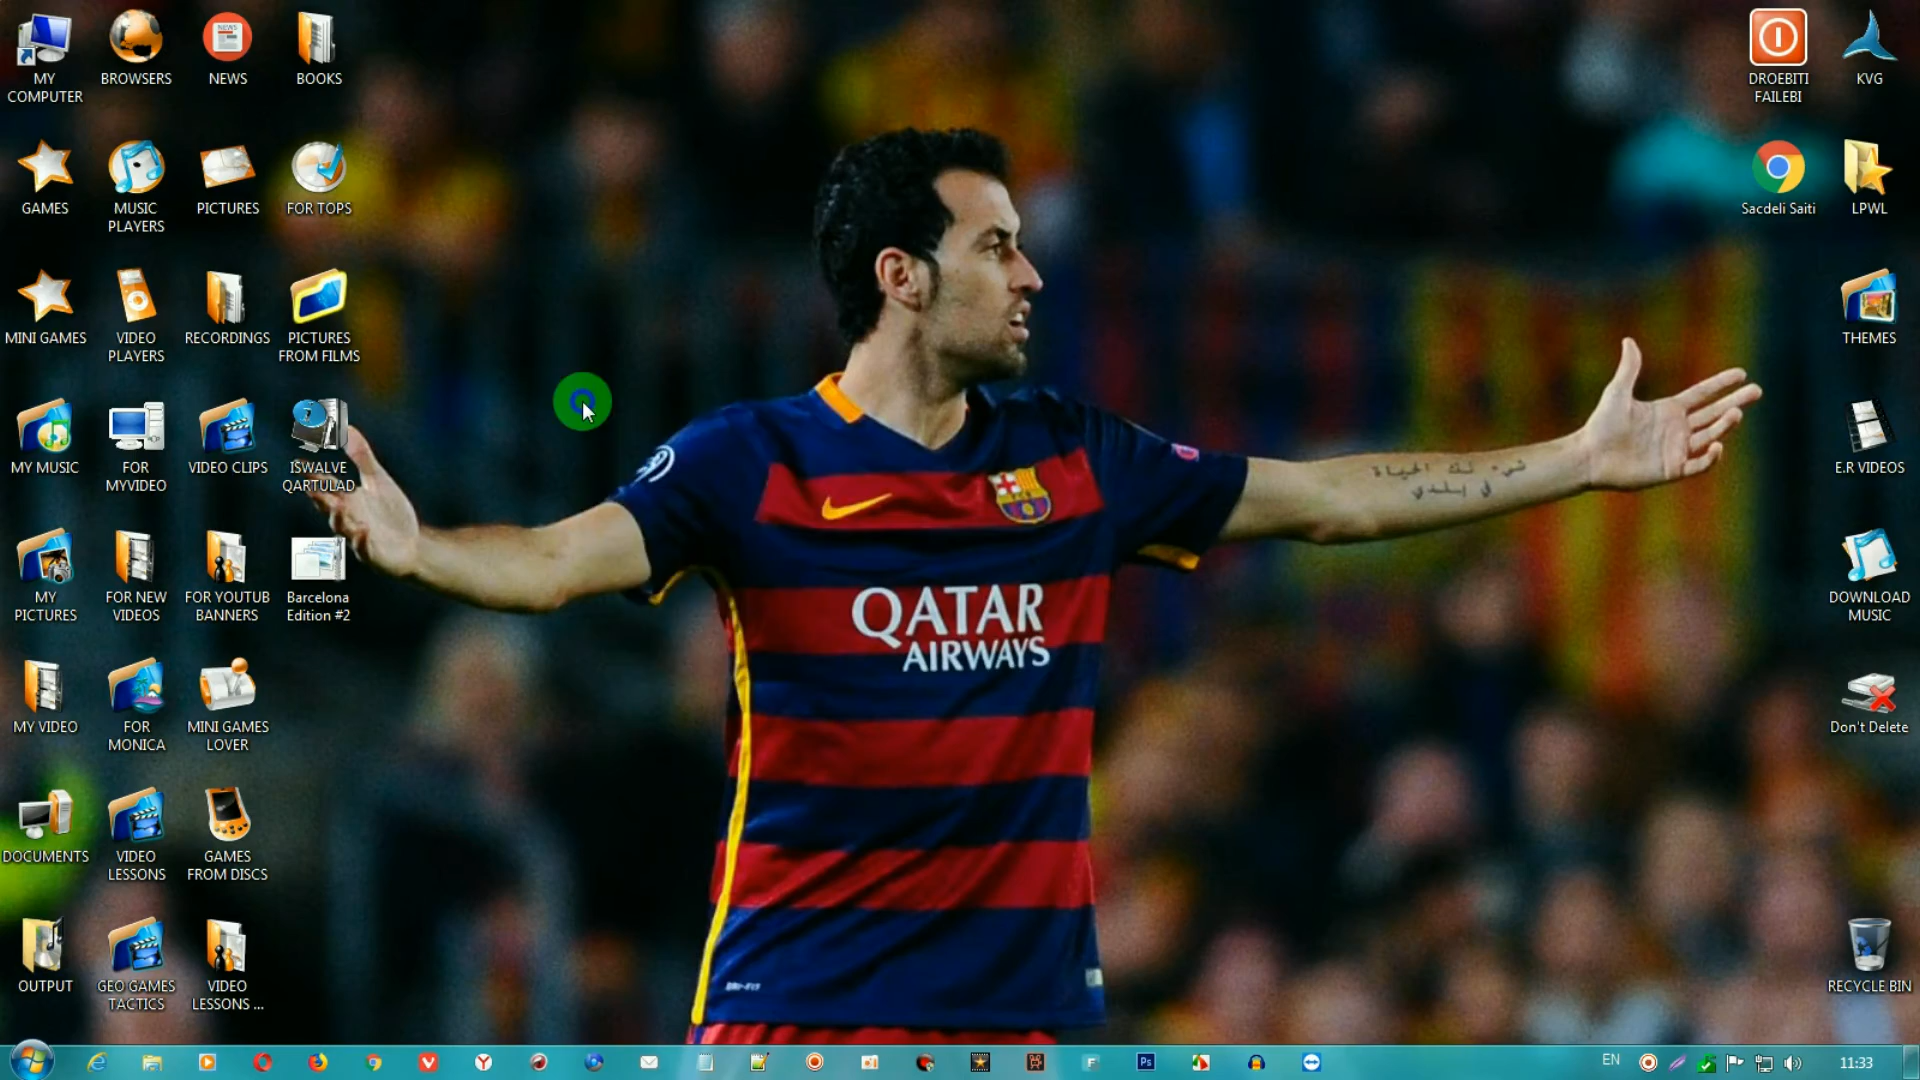 MY
COMPUTER
BROWSERS
NEWS
BOOKS
GAMES
MUSIC
PLAYERS
PICTURES
FOR TOPS
MINI GAMES
VIDEO
PLAYERS
RECORDINGS
PICTURES
FROM FILMS
MY MUSIC
FOR
MYVIDEO
VIDEO CLIPS
ISWALVE
QARTULAD
MY
PICTURES
FOR NEW
VIDEOS
FOR YOUTUB
BANNERS
Barcelona
Edition #2
MY VIDEO
FOR
MONICA
MINI GAMES
LOVER
DOCUMENTS
VIDEO
LESSONS
GAMES
FROM DISCS
OUTPUT
GEO GAMES
TACTICS
VIDEO
LESSONS ...
QATAR
AIRWAYS
DROEBITI
FAILEBI
KVG
Sacdeli Saiti
LPWL
THEMES
E.R VIDEOS
DOWNLOAD
MUSIC
Don't Delete
RECYCLE BIN
EN
11:33